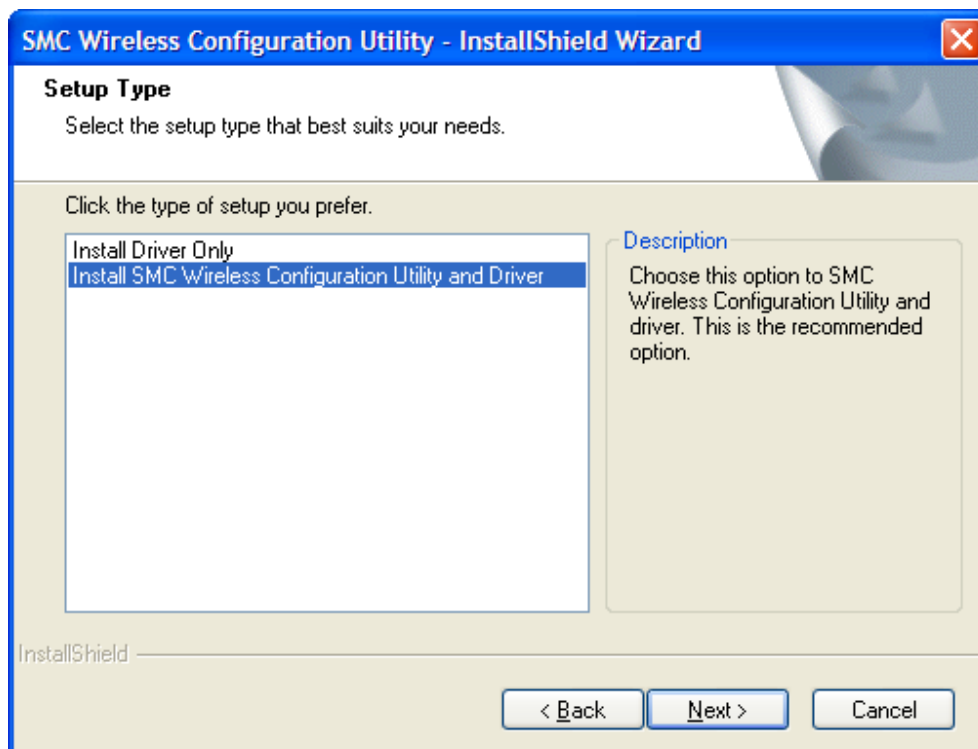 SMC Wireless Configuration Utility - InstallShield Wizard
Setup Type
Select the setup type that best suits your needs.
Click the type of setup you prefer.
Install Driver Only
Install SMC Wireless Configuration Utility and Driver
Description
Choose this option to SMC
Wireless Configuration Utility and
driver. This is the recommended
option.
InstallShield
< Back
Next >
Cancel